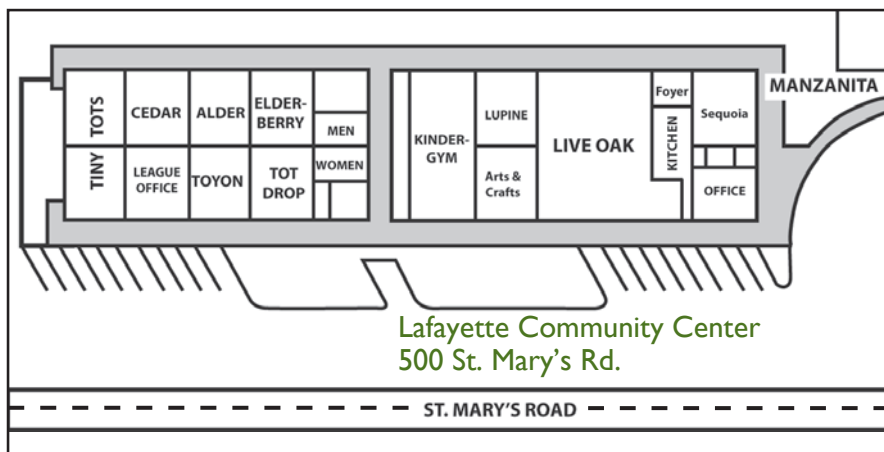 MANZANITA
TINY TOTS
CEDAR
ALDER
ELDER-
BERRY
MEN
LEAGUE
OFFICE
TOYON
TOT
DROP
WOMEN
KINDER-
GYM
LUPINE
Arts &
Crafts
LIVE OAK
Foyer
KITCHEN
Sequoia
OFFICE
Lafayette Community Center
500 St. Mary's Rd.
ST. MARY'S ROAD